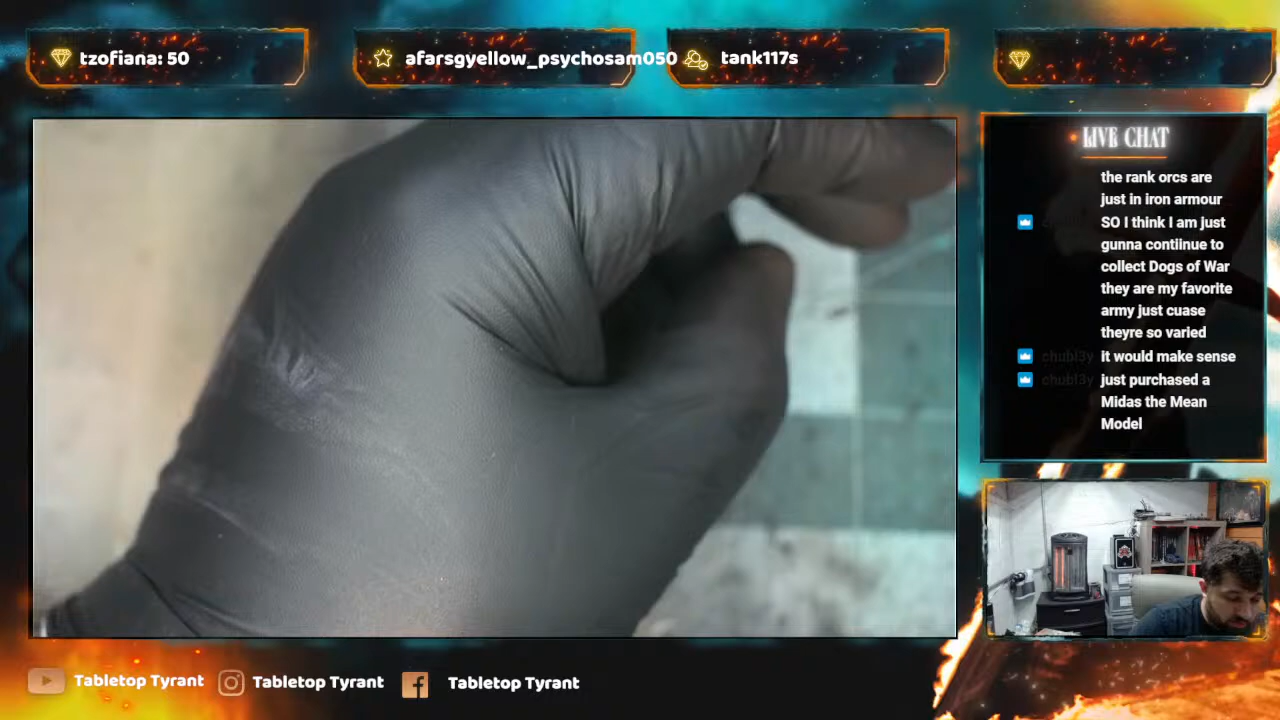 tzofiana: 50
afarsgyellow_psychosam050
tank117s
LIVE CHAT
the rank orcs are
just in iron armour
SO I think I am just
gunna contiinue to
collect Dogs of War
they are my favorite
army just cuase
theyre so varied
chubl3y it would make sense
chubl3y just purchased a
Midas the Mean
Model
Tabletop Tyrant
Tabletop Tyrant
Tabletop Tyrant